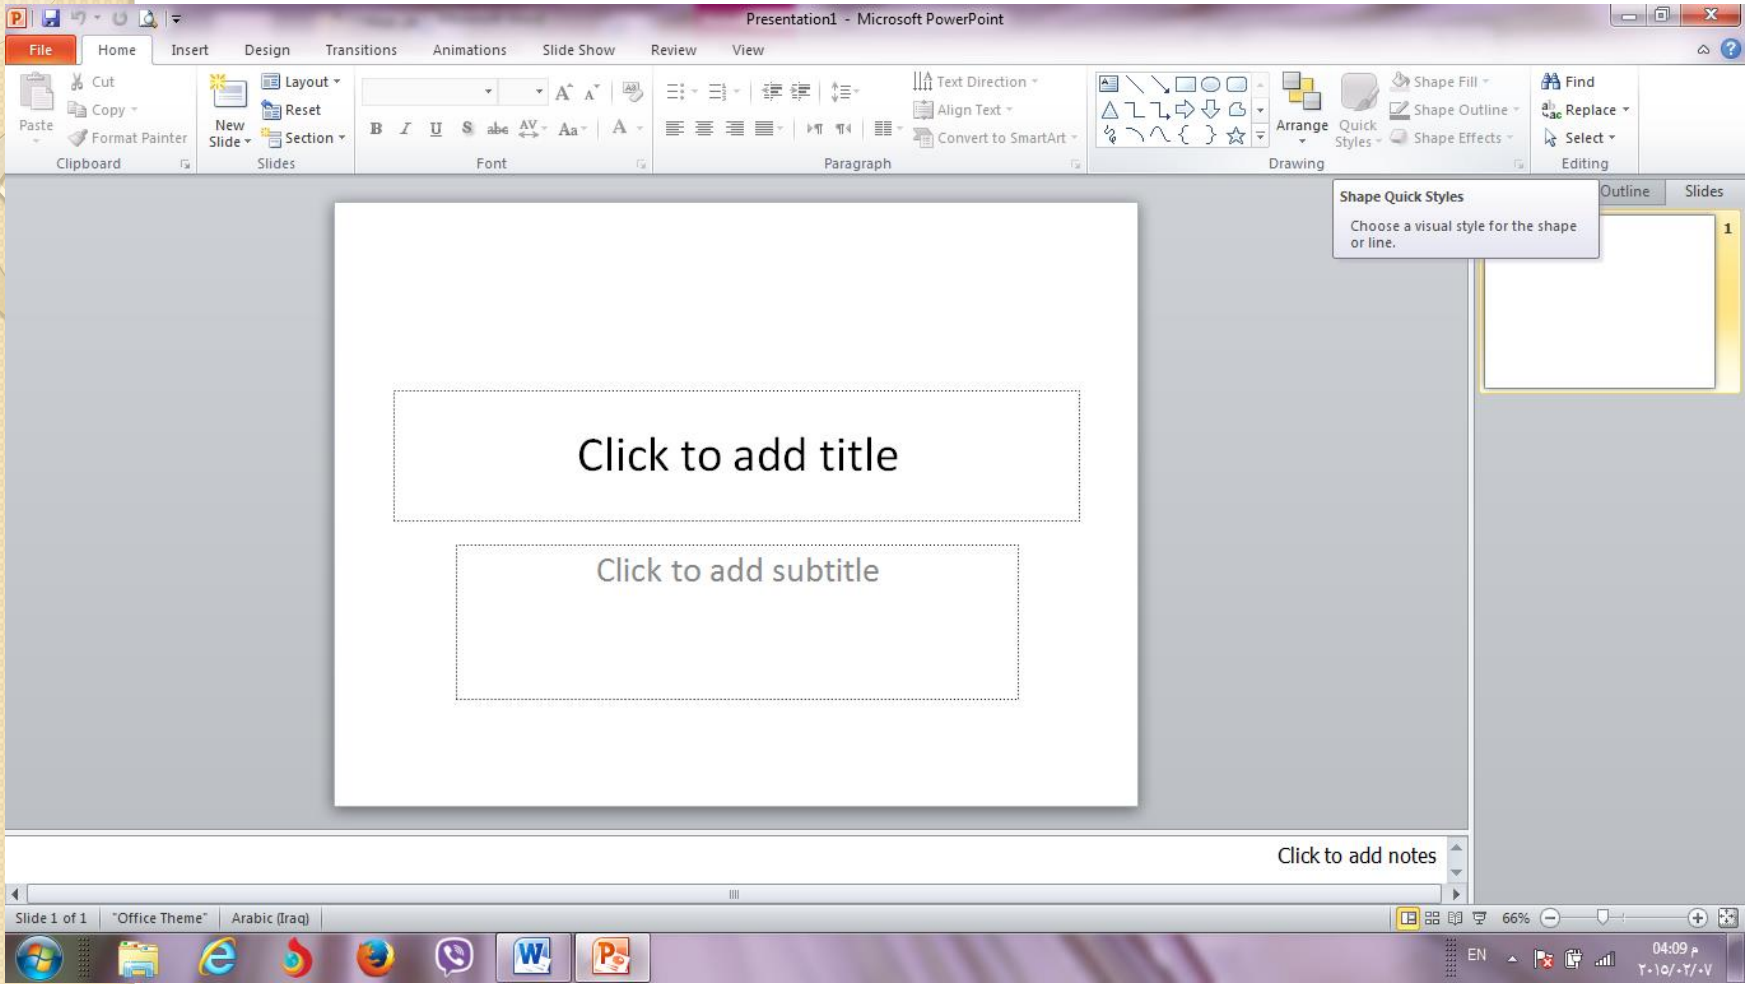 Presentation1 - Microsoft PowerPoint
File Home Insert Design Transitions Animations Slide Show Review View
Paste
Cut
Copy
Format Painter
Clipboard
New Slide
Layout
Reset
Section
Slides
B I U S abc AV Aa A
Font
Paragraph
Text Direction
Align Text
Convert to SmartArt
Arrange
Quick Styles
Shape Fill
Shape Outline
Shape Effects
Drawing
Find
Replace
Select
Editing
Shape Quick Styles
Choose a visual style for the shape
or line.
Outline Slides
1
Click to add title
Click to add subtitle
Click to add notes
Slide 1 of 1 "Office Theme" Arabic (Iraq) 66%
EN
04:09 م
٢٠١٥/٠٢/٠٧